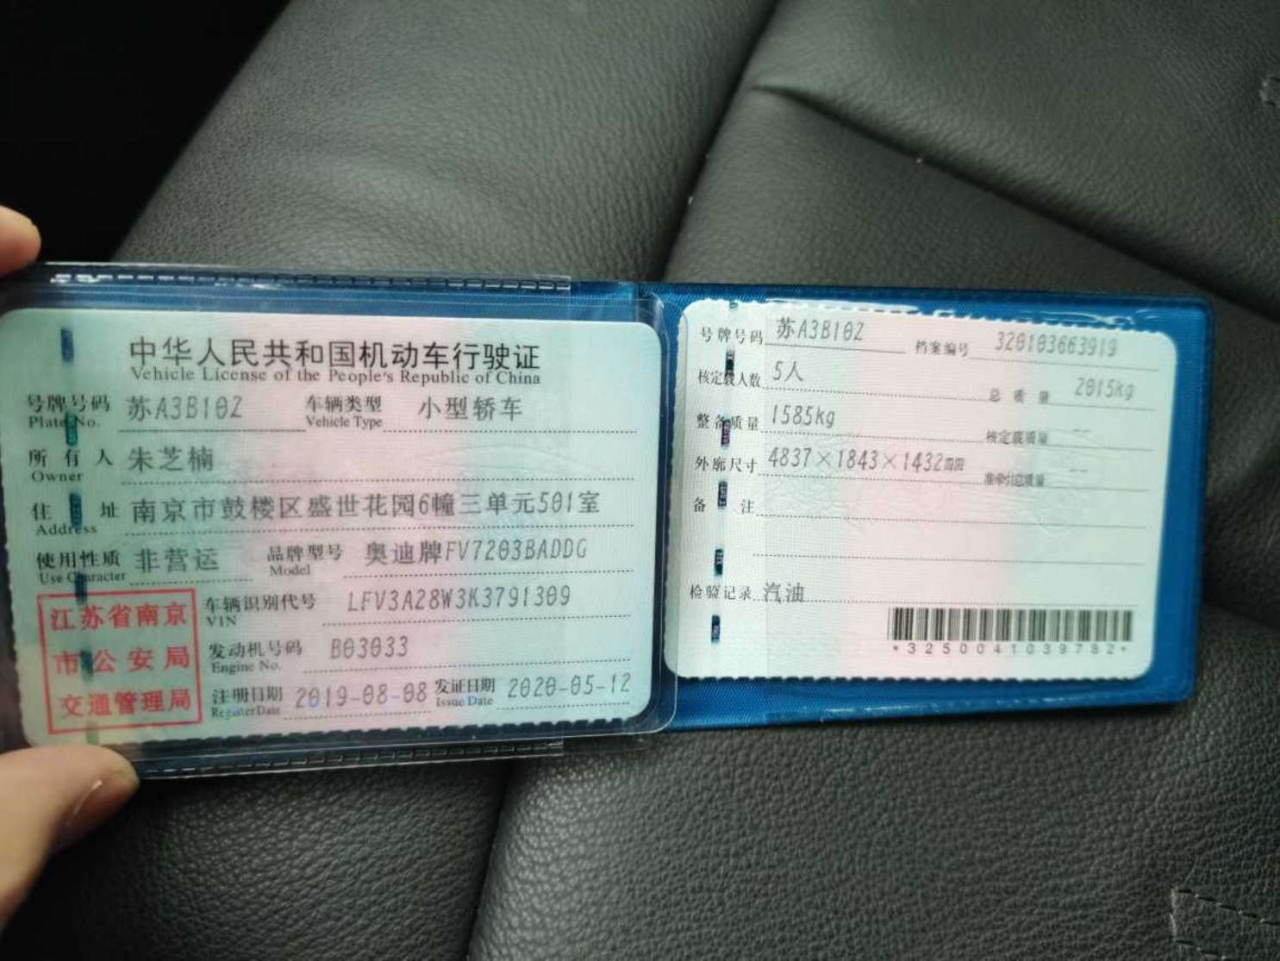 中华人民共和国机动车行驶证
Vehicle License of the People's Republic of China
号牌号码 苏A3B10Z 车辆类型 小型轿车
Plate No. Vehicle Type
所有人 朱芝楠
Owner
住址 南京市鼓楼区盛世花园6幢三单元501室
Address
使用性质 非营运 品牌型号 奥迪牌FV7203BADDG
Use Character Model
江苏省南京
市公安局
交通管理局
车辆识别代号 LFV3A28W3K3791309
VIN
发动机号码 B03033
Engine No.
注册日期 2019-08-08 发证日期 2020-05-12
Register Date Issue Date
号牌号码 苏A3B10Z 档案编号 320103663919
核定载人数 5人 总质量 2015kg
整备质量 1585kg 核定载质量 --
外廓尺寸 4837×1843×1432mm 准牵引总质量 --
备注
检验记录 汽油
*3250041039782*